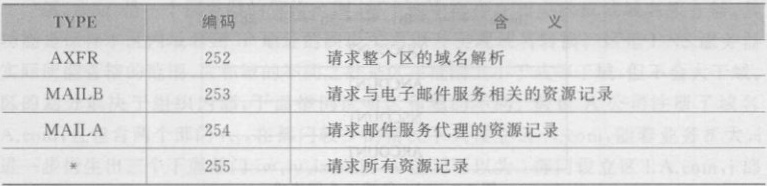 TYPE 编码 含 义
AXFR 252 请求整个区的域名解析
MAILB 253 请求与电子邮件服务相关的资源记录
MAILA 254 请求邮件服务代理的资源记录
* 255 请求所有资源记录